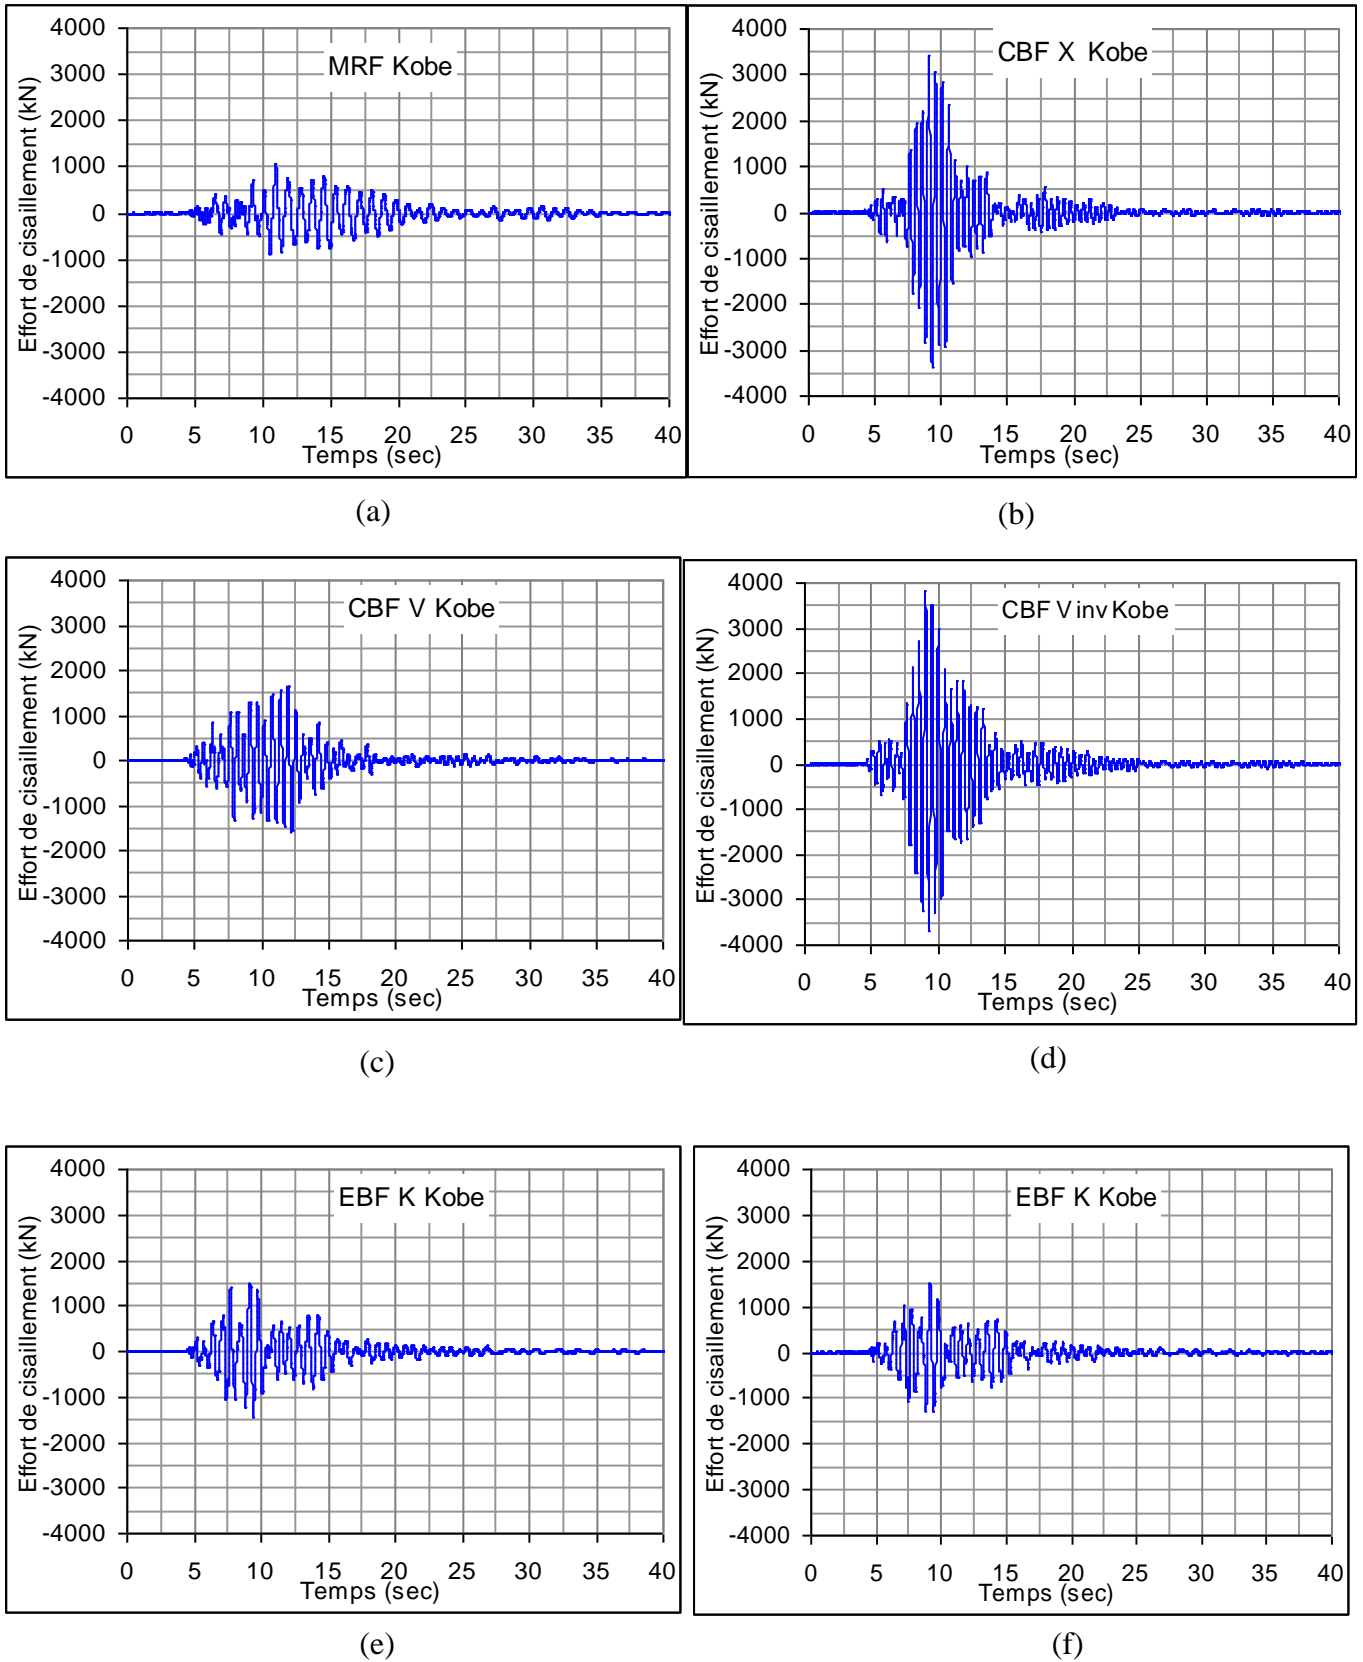 MRF Kobe
Effort de cisaillement (kN)
4000
3000
2000
1000
0
-1000
-2000
-3000
-4000
0 5 10 15 20 25 30 35 40
Temps (sec)
(a)
CBF X Kobe
Effort de cisaillement (kN)
4000
3000
2000
1000
0
-1000
-2000
-3000
-4000
0 5 10 15 20 25 30 35 40
Temps (sec)
(b)
CBF V Kobe
Effort de cisaillement (kN)
4000
3000
2000
1000
0
-1000
-2000
-3000
-4000
0 5 10 15 20 25 30 35 40
Temps (sec)
(c)
CBF V inv Kobe
Effort de cisaillement (kN)
4000
3000
2000
1000
0
-1000
-2000
-3000
-4000
0 5 10 15 20 25 30 35 40
Temps (sec)
(d)
EBF K Kobe
Effort de cisaillement (kN)
4000
3000
2000
1000
0
-1000
-2000
-3000
-4000
0 5 10 15 20 25 30 35 40
Temps (sec)
(e)
EBF K Kobe
Effort de cisaillement (kN)
4000
3000
2000
1000
0
-1000
-2000
-3000
-4000
0 5 10 15 20 25 30 35 40
Temps (sec)
(f)